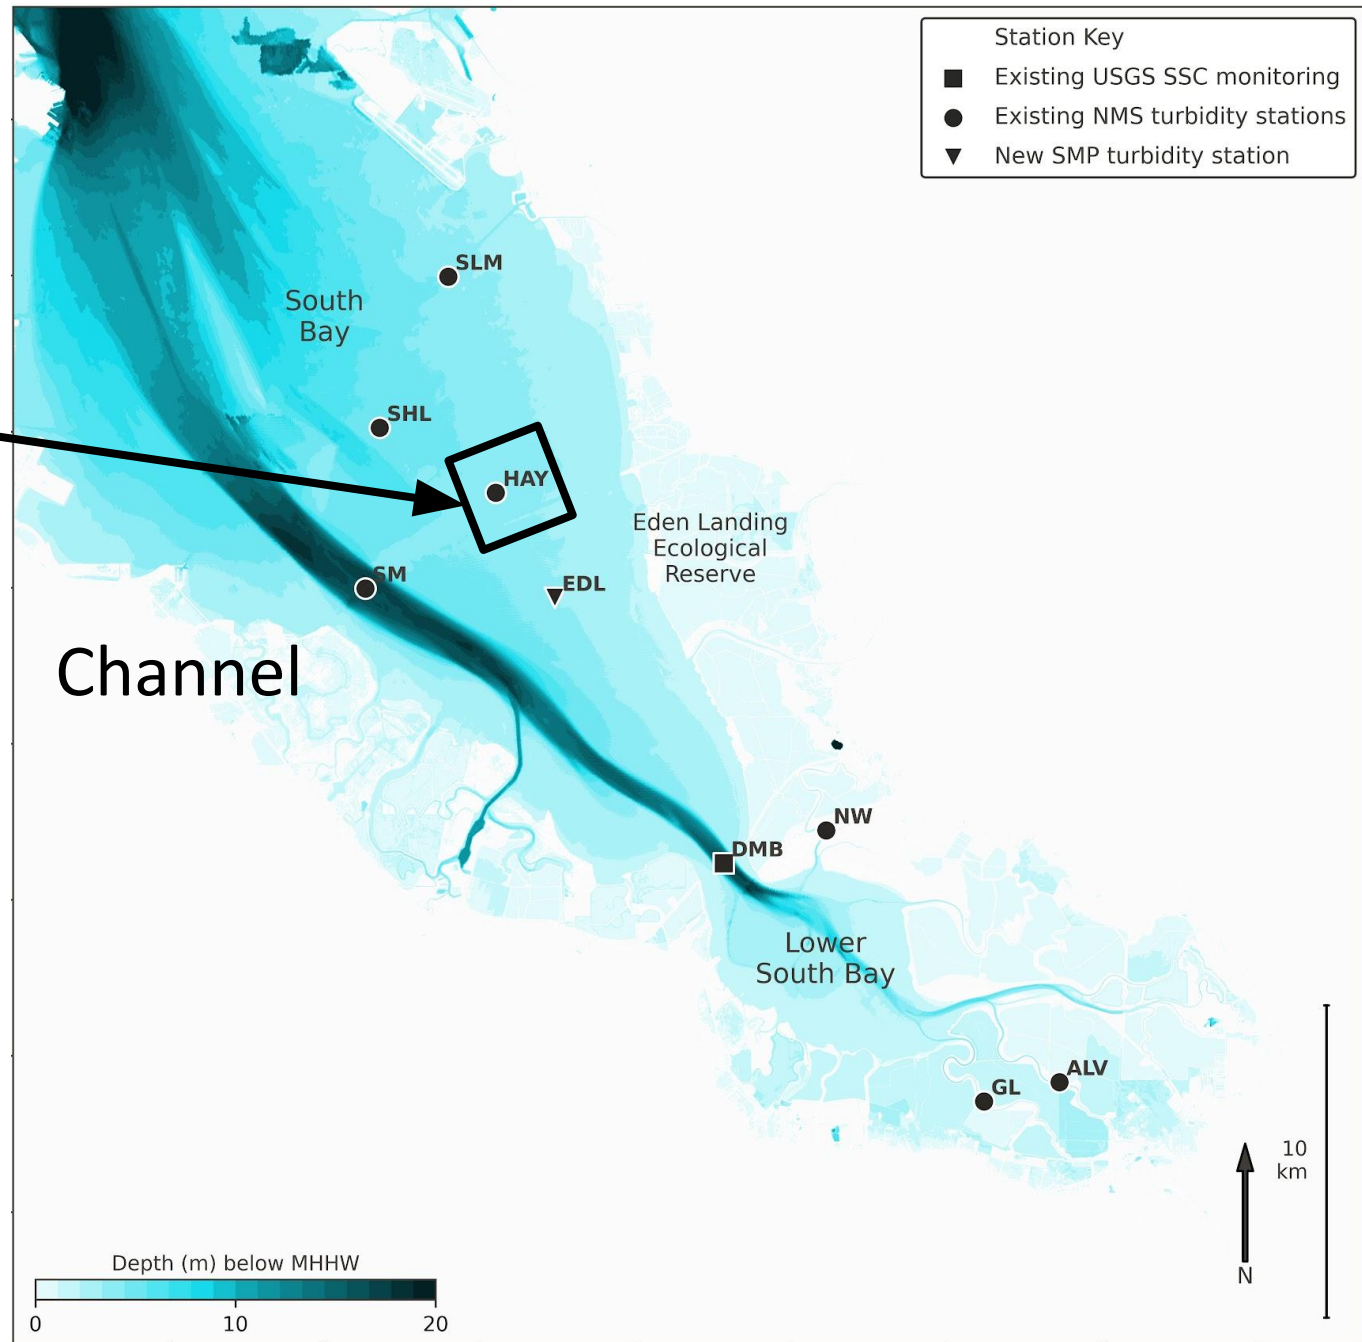 Station Key
Existing USGS SSC monitoring
Existing NMS turbidity stations
New SMP turbidity station
SLM
South
Bay
SHL
HAY
Eden Landing
Ecological
Reserve
SM
EDL
Channel
NW
DMB
Lower
South Bay
ALV
GL
10
km
N
Depth (m) below MHHW
0 10 20